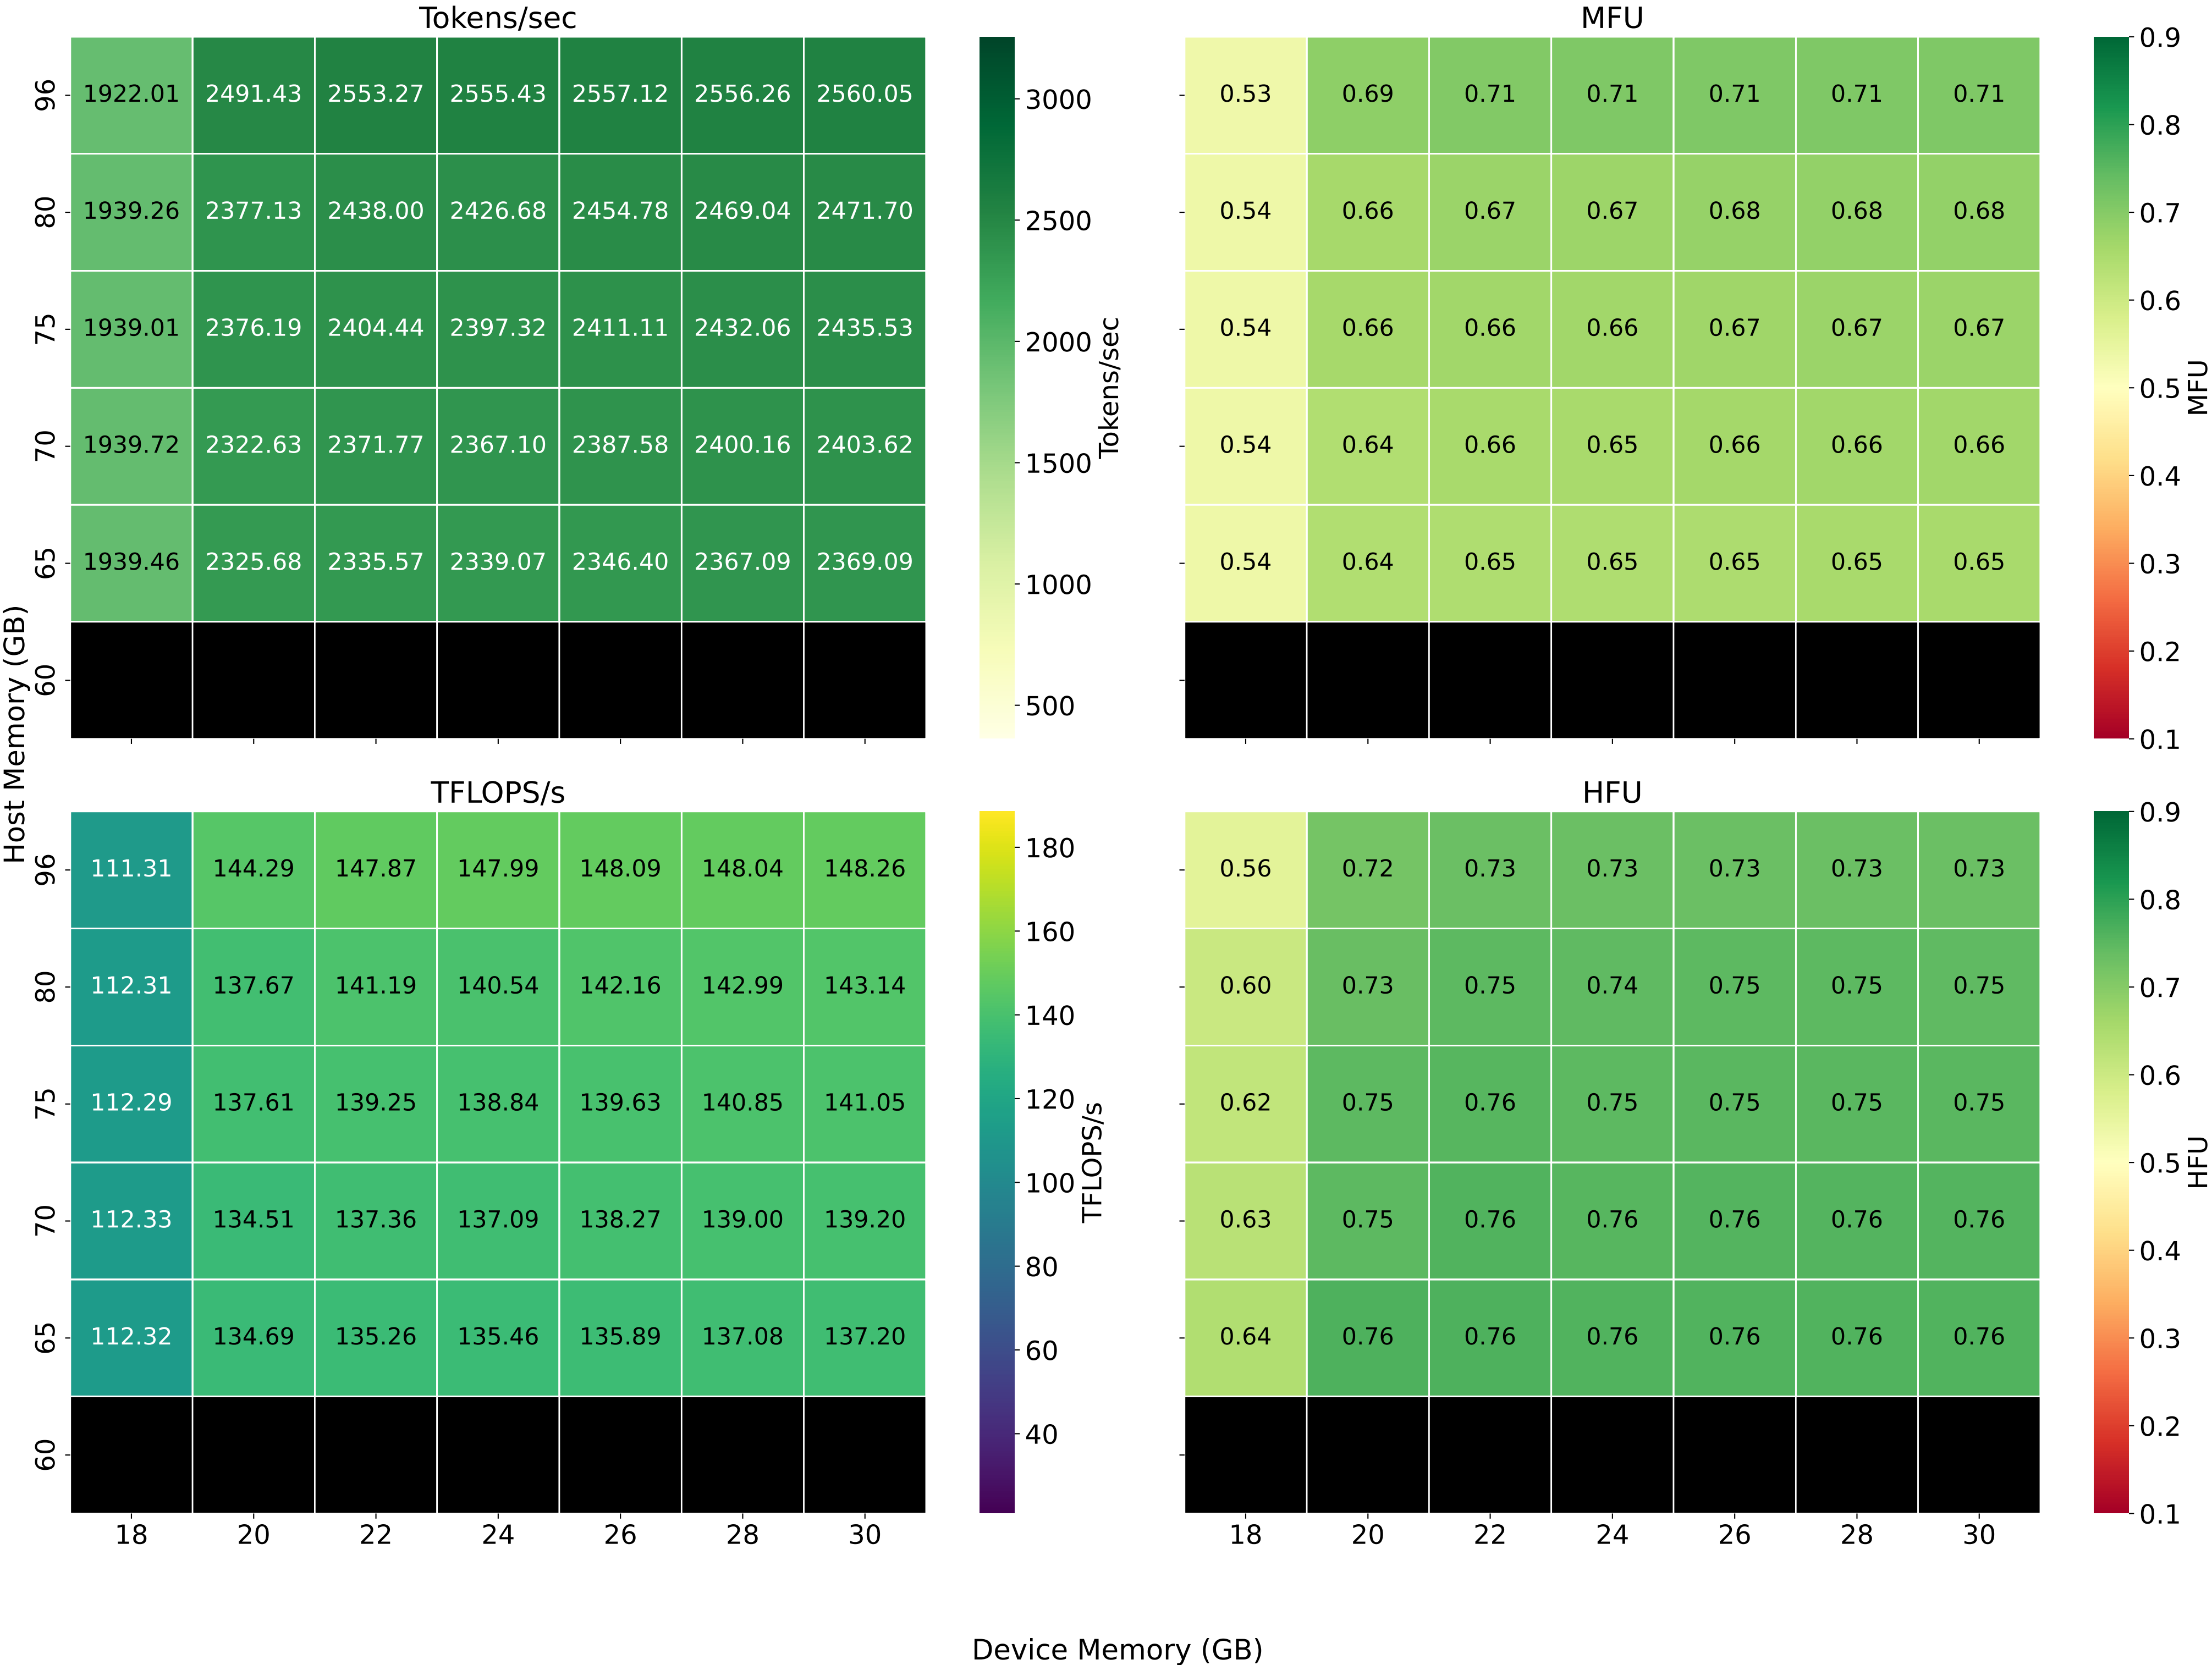 Tokens/sec
96 1922.01 2491.43 2553.27 2555.43 2557.12 2556.26 2560.05
80 1939.26 2377.13 2438.00 2426.68 2454.78 2469.04 2471.70
75 1939.01 2376.19 2404.44 2397.32 2411.11 2432.06 2435.53
70 1939.72 2322.63 2371.77 2367.10 2387.58 2400.16 2403.62
65 1939.46 2325.68 2335.57 2339.07 2346.40 2367.09 2369.09
60
3000
2500
2000
1500
1000
500
Tokens/sec
MFU
0.53 0.69 0.71 0.71 0.71 0.71 0.71
0.54 0.66 0.67 0.67 0.68 0.68 0.68
0.54 0.66 0.66 0.66 0.67 0.67 0.67
0.54 0.64 0.66 0.65 0.66 0.66 0.66
0.54 0.64 0.65 0.65 0.65 0.65 0.65
0.9
0.8
0.7
0.6
0.5
0.4
0.3
0.2
0.1
MFU
Host Memory (GB)
TFLOPS/s
96 111.31 144.29 147.87 147.99 148.09 148.04 148.26
80 112.31 137.67 141.19 140.54 142.16 142.99 143.14
75 112.29 137.61 139.25 138.84 139.63 140.85 141.05
70 112.33 134.51 137.36 137.09 138.27 139.00 139.20
65 112.32 134.69 135.26 135.46 135.89 137.08 137.20
60
18 20 22 24 26 28 30
180
160
140
120
100
80
60
40
TFLOPS/s
HFU
0.56 0.72 0.73 0.73 0.73 0.73 0.73
0.60 0.73 0.75 0.74 0.75 0.75 0.75
0.62 0.75 0.76 0.75 0.75 0.75 0.75
0.63 0.75 0.76 0.76 0.76 0.76 0.76
0.64 0.76 0.76 0.76 0.76 0.76 0.76
18 20 22 24 26 28 30
0.9
0.8
0.7
0.6
0.5
0.4
0.3
0.2
0.1
HFU
Device Memory (GB)